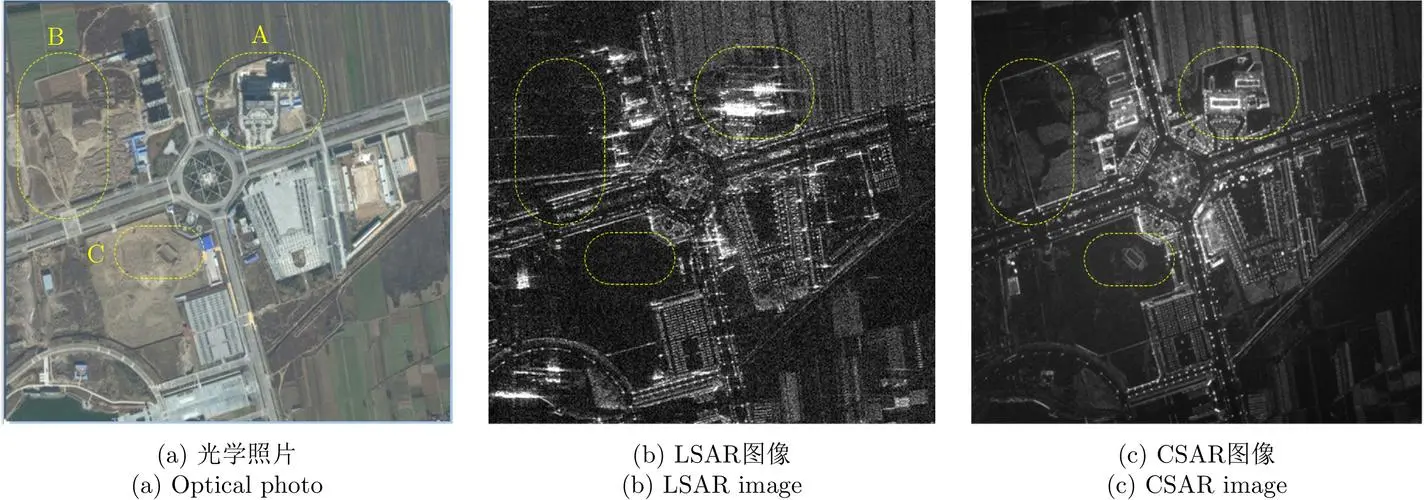 B
A
C
(a) 光学照片
(a) Optical photo
(b) LSAR图像
(b) LSAR image
(c) CSAR图像
(c) CSAR image